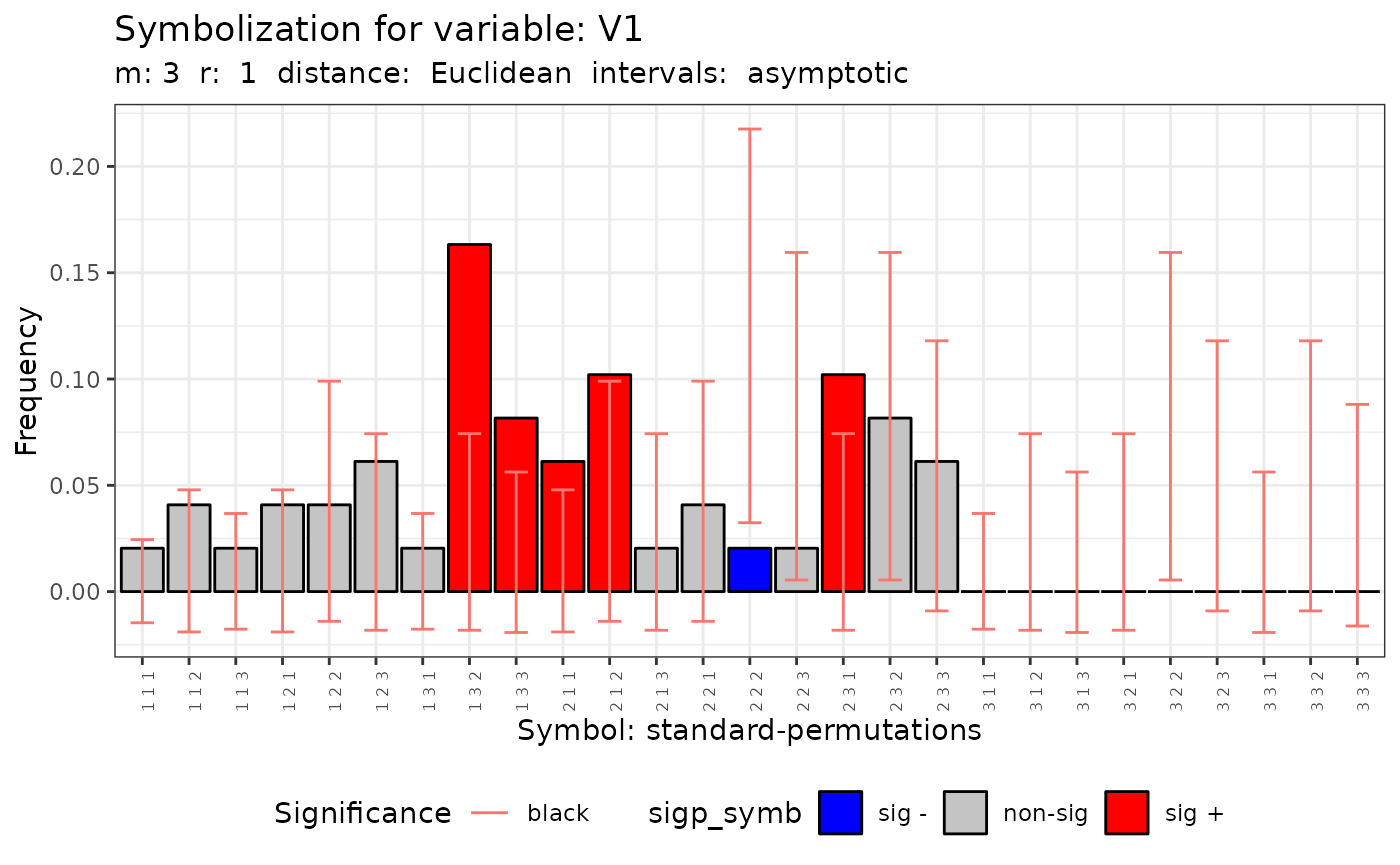 Symbolization for variable: V1
m: 3 r: 1 distance: Euclidean intervals: asymptotic
Frequency
0.20
0.15
0.10
0.05
0.00
1 1 1
1 1 2
1 1 3
1 2 1
1 2 2
1 2 3
1 3 1
1 3 2
1 3 3
2 1 1
2 1 2
2 1 3
2 2 1
2 2 2
2 2 3
2 3 1
2 3 2
2 3 3
3 1 1
3 1 2
3 1 3
3 2 1
3 2 2
3 2 3
3 3 1
3 3 2
3 3 3
Symbol: standard-permutations
Significance black sigp_symb sig - non-sig sig +